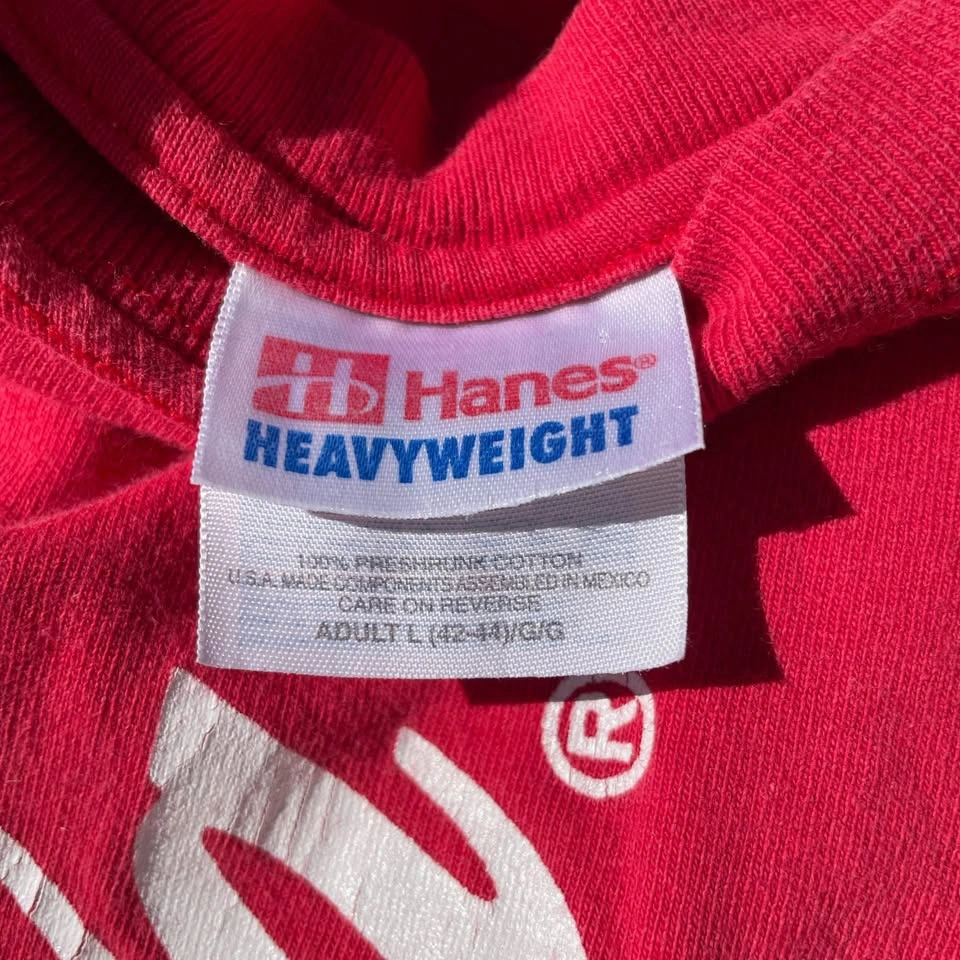 Hanes®
HEAVYWEIGHT
100% PRESHRUNK COTTON
U.S.A. MADE COMPONENTS ASSEMBLED IN MEXICO
CARE ON REVERSE
ADULT L (42-44)/G/G
®